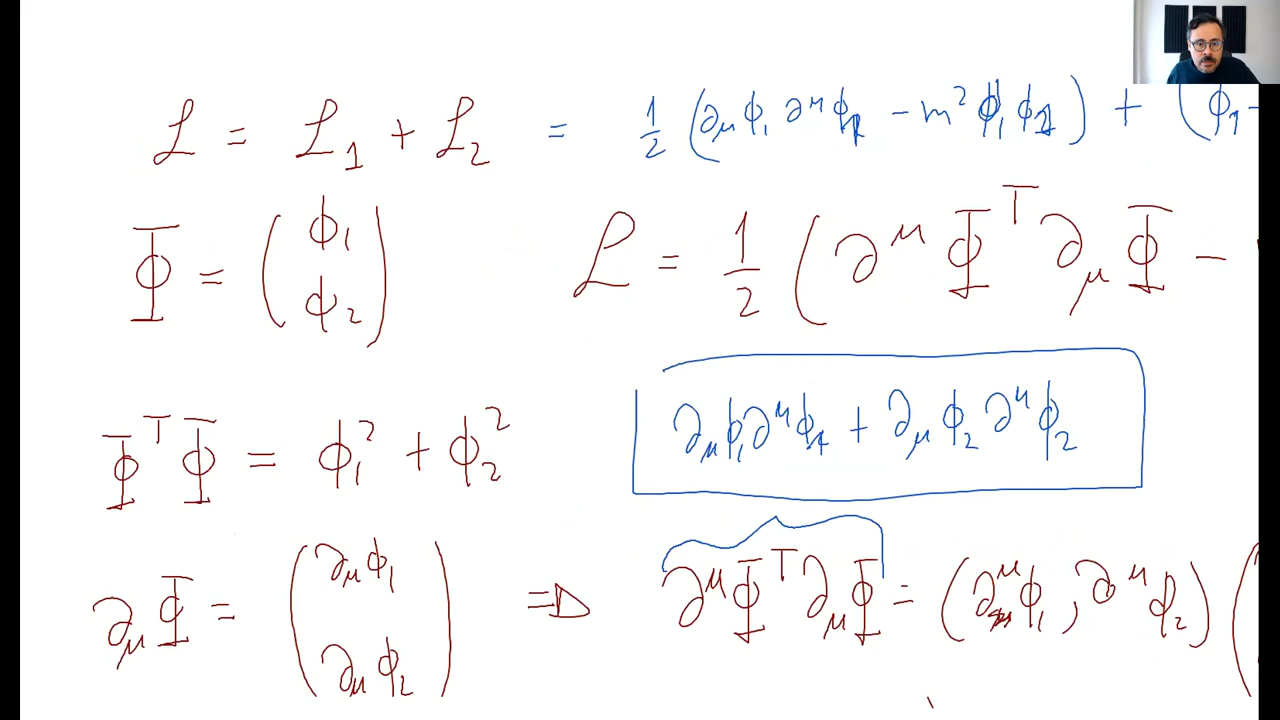 ℒ = ℒ₁ + ℒ₂ = 1/2 (∂_μ ϕ₁ ∂^μ ϕ₁ − m² ϕ₁ ϕ₁) + (ϕ₁ −
Φ = (ϕ₁ ϕ₂) ℒ = 1/2 (∂^μ Φ^T ∂_μ Φ −
∂_μ ϕ₁ ∂^μ ϕ₁ + ∂_μ ϕ₂ ∂^μ ϕ₂
Φ^T Φ = ϕ₁² + ϕ₂²
∂_μ Φ = (∂_μ ϕ₁ ∂_μ ϕ₂) ⇒ ∂^μ Φ^T ∂_μ Φ = (∂^μ ϕ₁, ∂^μ ϕ₂) (